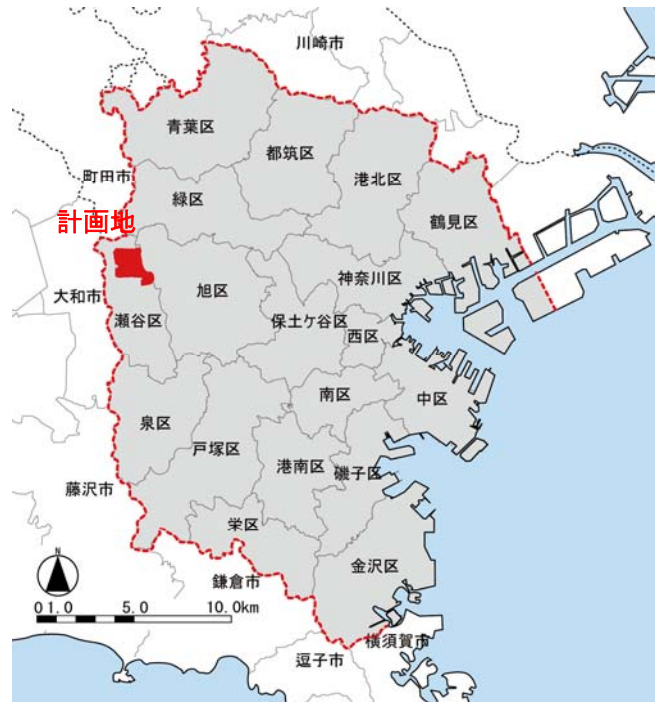 川崎市
青葉区
都筑区
港北区
町田市
緑区
鶴見区
計画地
神奈川区
旭区
大和市
瀬谷区
保土ケ谷区
西区
南区
中区
泉区
戸塚区
港南区
磯子区
藤沢市
栄区
金沢区
N
鎌倉市
0 1.0 5.0 10.0km
横須賀市
逗子市